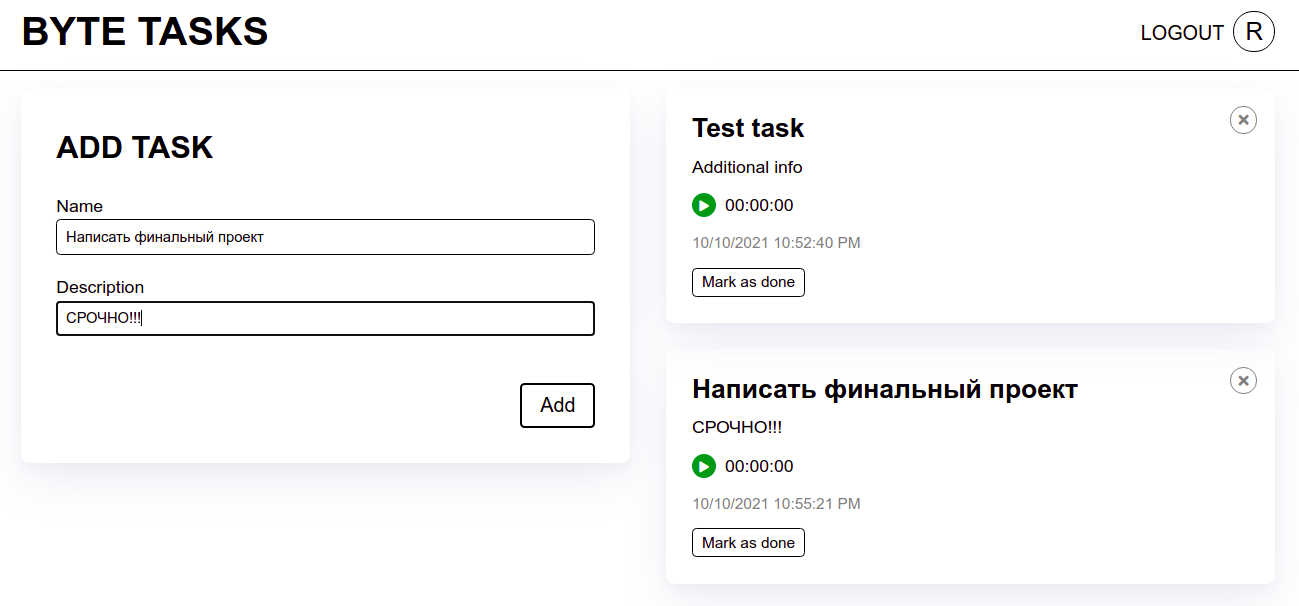 BYTE TASKS
LOGOUT R
ADD TASK
Name
Написать финальный проект
Description
СРОЧНО!!!
Add
Test task
Additional info
00:00:00
10/10/2021 10:52:40 PM
Mark as done
Написать финальный проект
СРОЧНО!!!
00:00:00
10/10/2021 10:55:21 PM
Mark as done